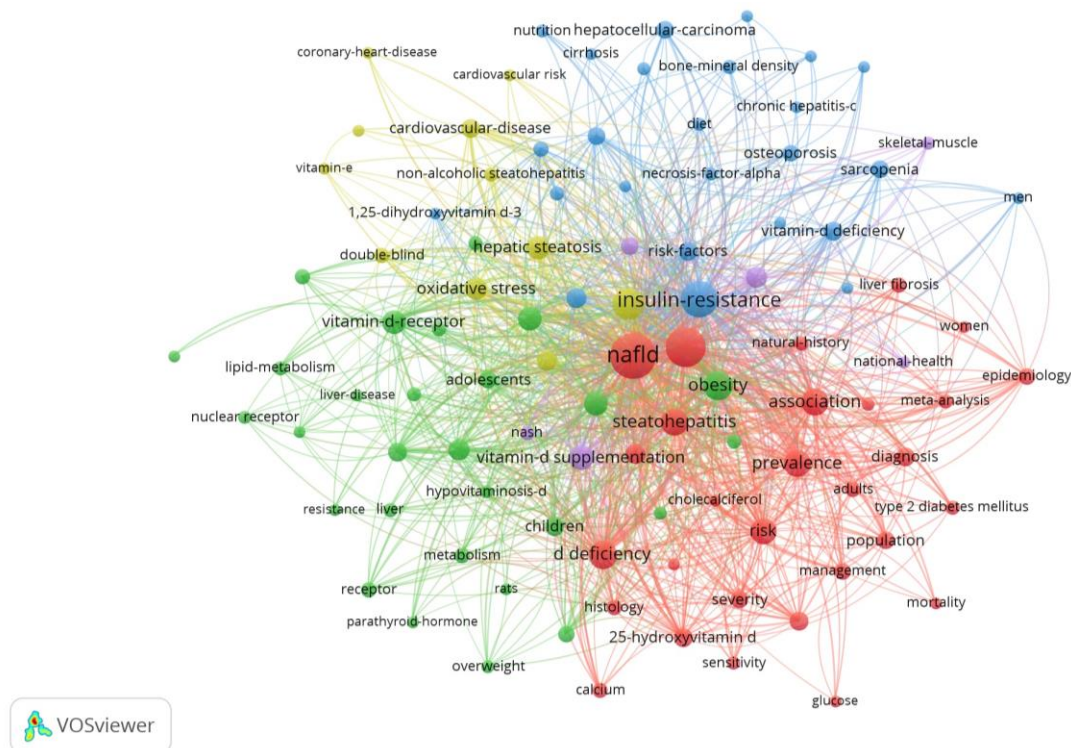 nutrition hepatocellular-carcinoma
coronary-heart-disease
cirrhosis
bone-mineral density
cardiovascular risk
chronic hepatitis-c
cardiovascular-disease
diet
skeletal-muscle
osteoporosis
vitamin-e
non-alcoholic steatohepatitis
necrosis-factor-alpha
sarcopenia
men
1,25-dihydroxyvitamin d-3
vitamin-d deficiency
hepatic steatosis
risk-factors
double-blind
oxidative stress
insulin-resistance
liver fibrosis
vitamin-d-receptor
women
natural-history
nafld
national-health
lipid-metabolism
adolescents
obesity
epidemiology
liver-disease
association
meta-analysis
nuclear receptor
steatohepatitis
nash
vitamin-d supplementation
prevalence
diagnosis
hypovitaminosis-d
cholecalciferol
adults
type 2 diabetes mellitus
resistance
liver
children
risk
population
metabolism
d deficiency
management
receptor
rats
severity
mortality
histology
parathyroid-hormone
25-hydroxyvitamin d
overweight
sensitivity
calcium
glucose
VOSviewer